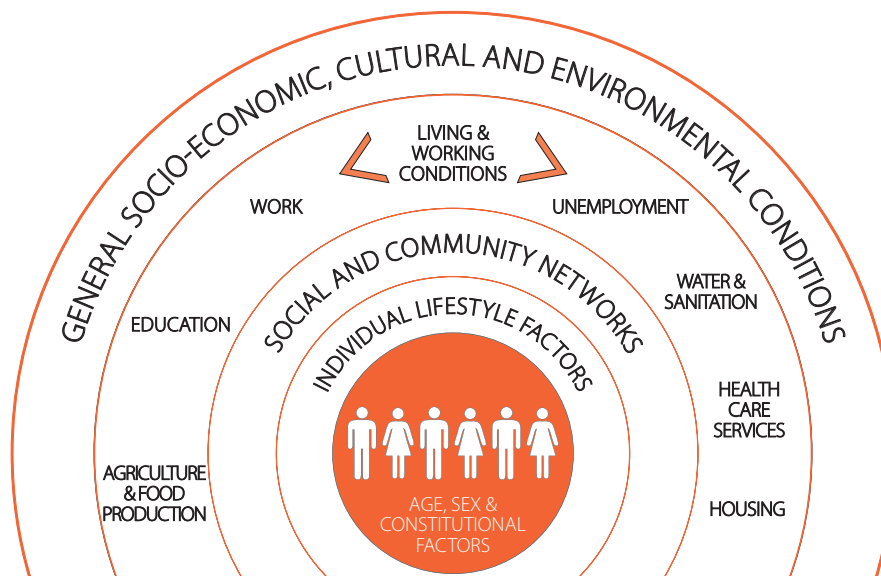 GENERAL SOCIO-ECONOMIC, CULTURAL AND ENVIRONMENTAL CONDITIONS
LIVING &
WORKING
CONDITIONS
WORK
UNEMPLOYMENT
SOCIAL AND COMMUNITY NETWORKS
WATER &
SANITATION
EDUCATION
INDIVIDUAL LIFESTYLE FACTORS
HEALTH
CARE
SERVICES
AGRICULTURE
& FOOD
PRODUCTION
HOUSING
AGE, SEX &
CONSTITUTIONAL
FACTORS